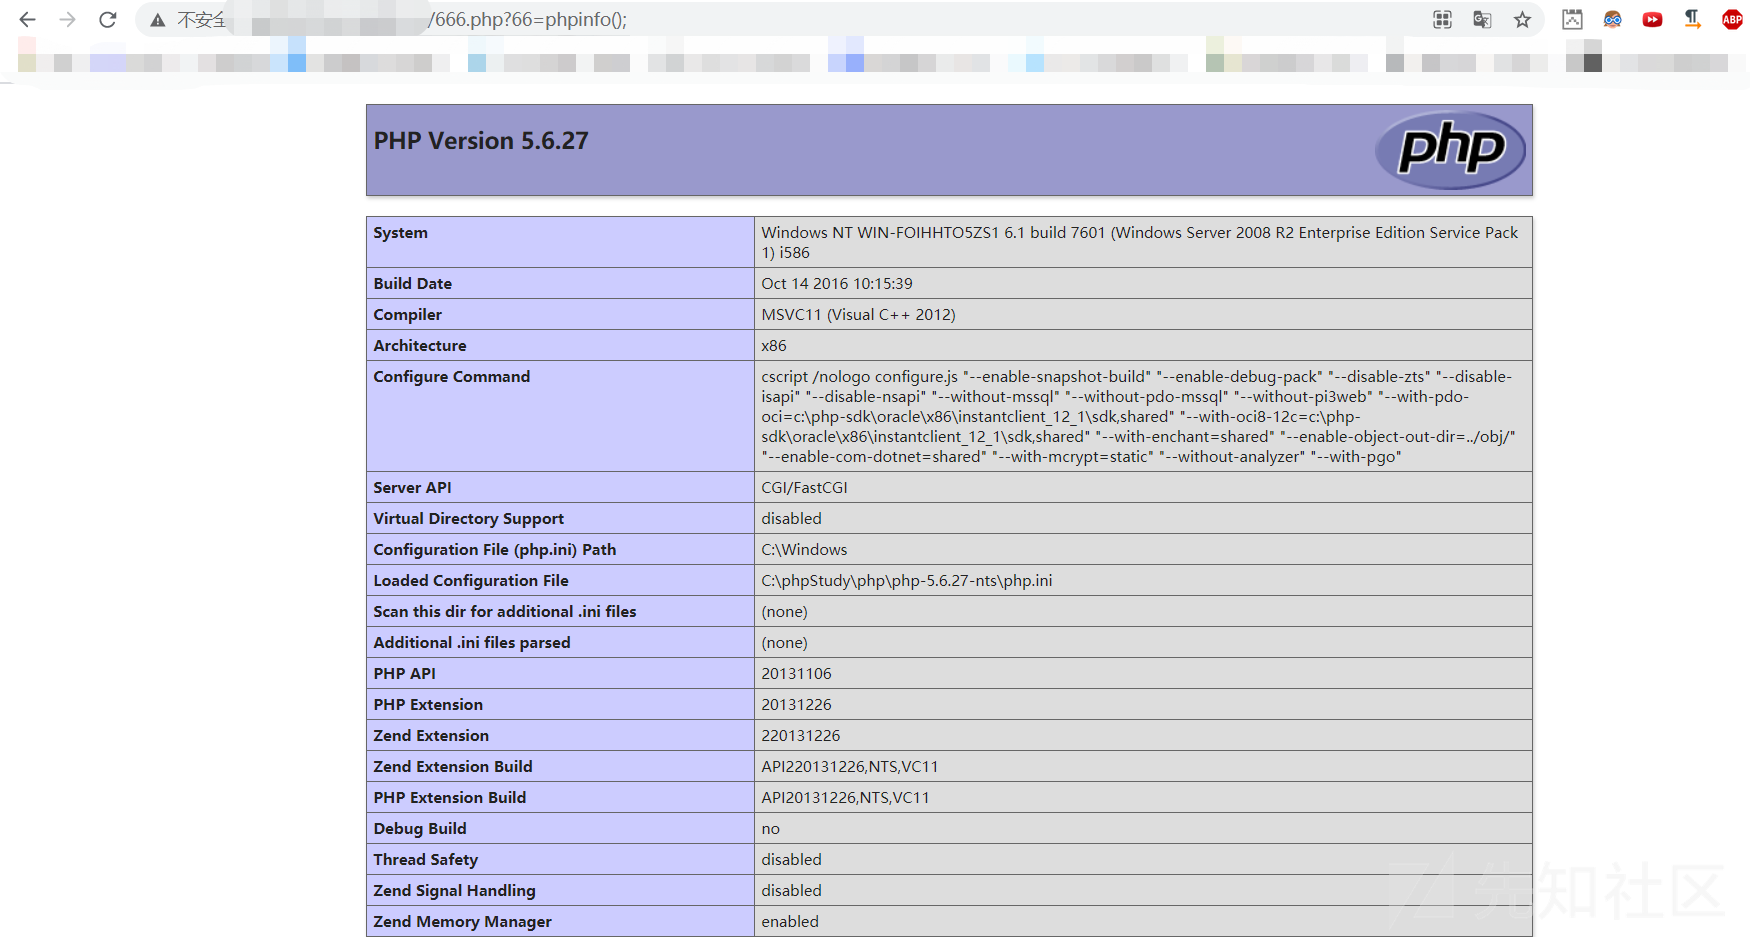 不安全
/666.php?66=phpinfo();
ABP
PHP Version 5.6.27
php
System
Windows NT WIN-FOIHHTO5ZS1 6.1 build 7601 (Windows Server 2008 R2 Enterprise Edition Service Pack
1) i586
Build Date
Oct 14 2016 10:15:39
Compiler
MSVC11 (Visual C++ 2012)
Architecture
x86
Configure Command
cscript /nologo configure.js "--enable-snapshot-build" "--enable-debug-pack" "--disable-zts" "--disable-
isapi" "--disable-nsapi" "--without-mssql" "--without-pdo-mssql" "--without-pi3web" "--with-pdo-
oci=c:\php-sdk\oracle\x86\instantclient_12_1\sdk,shared" "--with-oci8-12c=c:\php-
sdk\oracle\x86\instantclient_12_1\sdk,shared" "--with-enchant=shared" "--enable-object-out-dir=../obj/"
"--enable-com-dotnet=shared" "--with-mcrypt=static" "--without-analyzer" "--with-pgo"
Server API
CGI/FastCGI
Virtual Directory Support
disabled
Configuration File (php.ini) Path
C:\Windows
Loaded Configuration File
C:\phpStudy\php\php-5.6.27-nts\php.ini
Scan this dir for additional .ini files
(none)
Additional .ini files parsed
(none)
PHP API
20131106
PHP Extension
20131226
Zend Extension
220131226
Zend Extension Build
API220131226,NTS,VC11
PHP Extension Build
API20131226,NTS,VC11
Debug Build
no
Thread Safety
disabled
Zend Signal Handling
disabled
Zend Memory Manager
enabled
先知社区